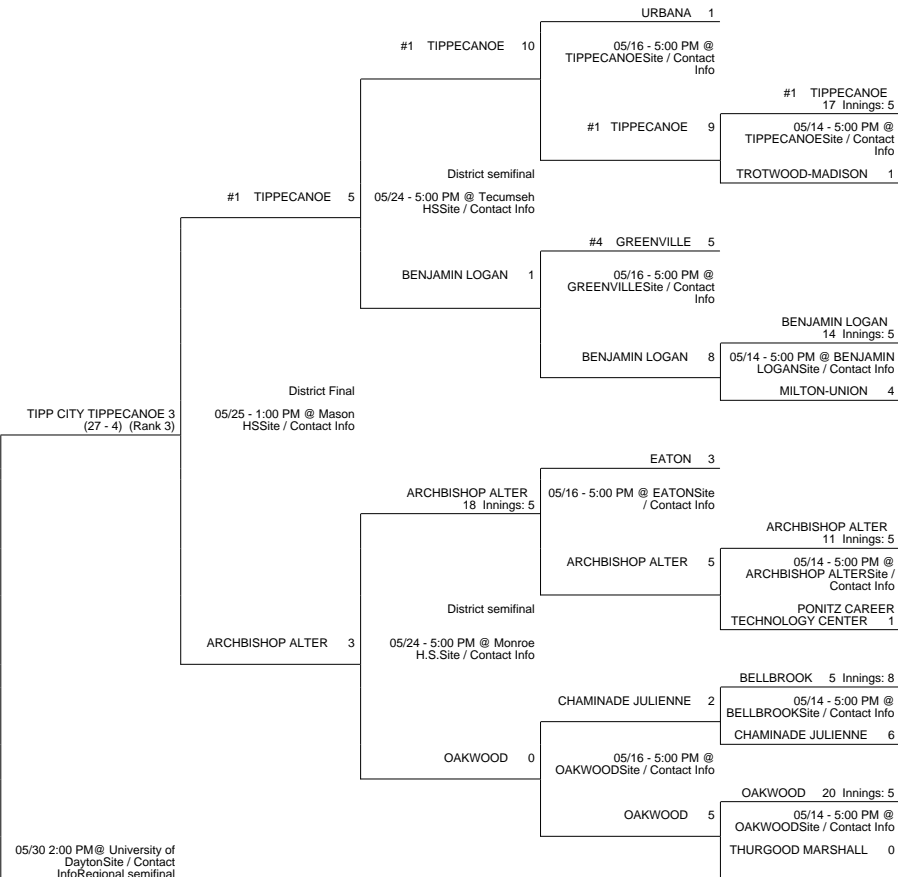 URBANA 1
#1 TIPPECANOE 10
05/16 - 5:00 PM @
TIPPECANOESite / Contact
Info
#1 TIPPECANOE
17 Innings: 5
#1 TIPPECANOE 9
05/14 - 5:00 PM @
TIPPECANOESite / Contact
Info
TROTWOOD-MADISON 1
District semifinal
#1 TIPPECANOE 5
05/24 - 5:00 PM @ Tecumseh
HSSite / Contact Info
#4 GREENVILLE 5
BENJAMIN LOGAN 1
05/16 - 5:00 PM @
GREENVILLESite / Contact
Info
BENJAMIN LOGAN
14 Innings: 5
BENJAMIN LOGAN 8
05/14 - 5:00 PM @ BENJAMIN
LOGANSite / Contact Info
MILTON-UNION 4
District Final
TIPP CITY TIPPECANOE 3
(27 - 4) (Rank 3)
05/25 - 1:00 PM @ Mason
HSSite / Contact Info
EATON 3
ARCHBISHOP ALTER
18 Innings: 5
05/16 - 5:00 PM @ EATONSite
/ Contact Info
ARCHBISHOP ALTER
11 Innings: 5
ARCHBISHOP ALTER 5
05/14 - 5:00 PM @
ARCHBISHOP ALTERSite /
Contact Info
PONITZ CAREER
TECHNOLOGY CENTER 1
District semifinal
ARCHBISHOP ALTER 3
05/24 - 5:00 PM @ Monroe
H.S.Site / Contact Info
BELLBROOK 5 Innings: 8
CHAMINADE JULIENNE 2
05/14 - 5:00 PM @
BELLBROOKSite / Contact Info
CHAMINADE JULIENNE 6
OAKWOOD 0
05/16 - 5:00 PM @
OAKWOODSite / Contact Info
OAKWOOD 20 Innings: 5
OAKWOOD 5
05/14 - 5:00 PM @
OAKWOODSite / Contact Info
THURGOOD MARSHALL 0
05/30 2:00 PM@ University of
DaytonSite / Contact
InfoRegional semifinal